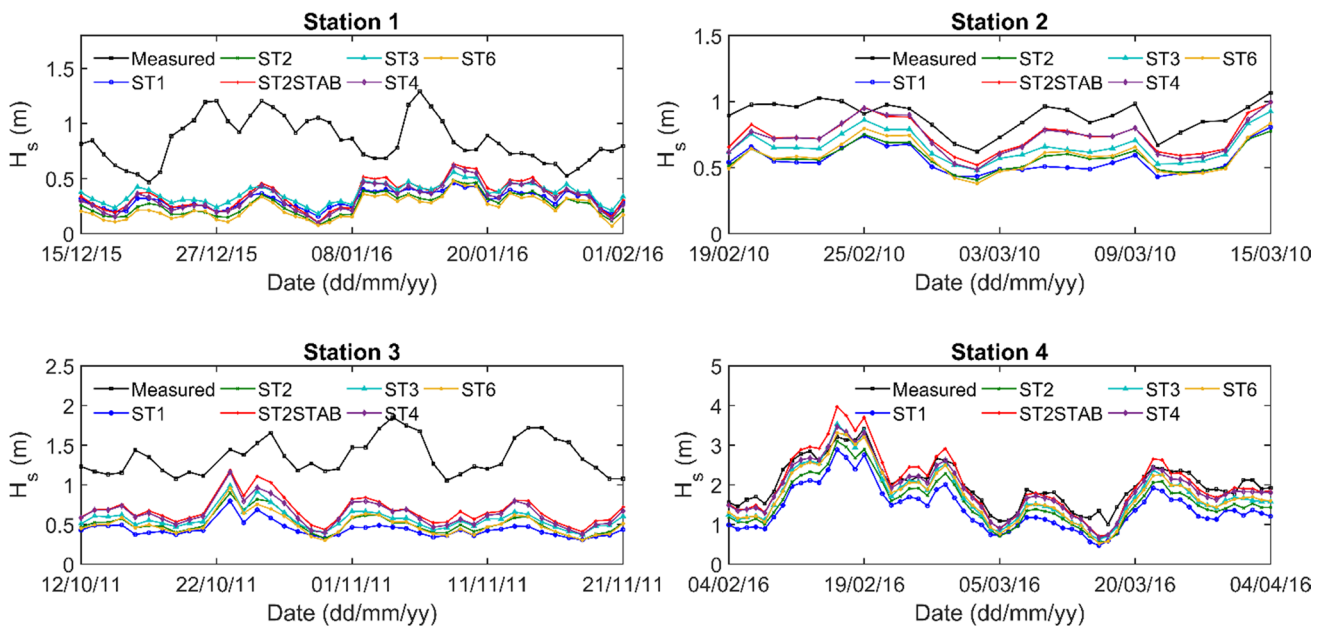 Station 1
Measured ST2 ST3 ST6
ST1 ST2STAB ST4
1.5
1
0.5
0
H_s (m)
15/12/15 27/12/15 08/01/16 20/01/16 01/02/16
Date (dd/mm/yy)
Station 2
1.5
Measured ST2 ST3 ST6
ST1 ST2STAB ST4
1
0.5
0
H_s (m)
19/02/10 25/02/10 03/03/10 09/03/10 15/03/10
Date (dd/mm/yy)
Station 3
2.5
Measured ST2 ST3 ST6
ST1 ST2STAB ST4
2
1.5
1
0.5
0
H_s (m)
12/10/11 22/10/11 01/11/11 11/11/11 21/11/11
Date (dd/mm/yy)
Station 4
5
Measured ST2 ST3 ST6
ST1 ST2STAB ST4
4
3
2
1
0
H_s (m)
04/02/16 19/02/16 05/03/16 20/03/16 04/04/16
Date (dd/mm/yy)